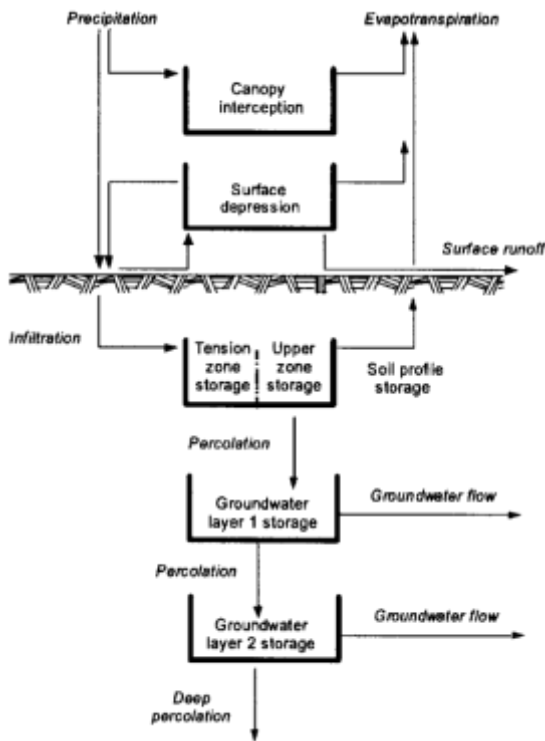 Precipitation
Evapotranspiration
Canopy
interception
Surface
depression
Surface runoff
Infiltration
Tension
zone
storage
Upper
zone
storage
Soil profile
storage
Percolation
Groundwater
layer 1 storage
Groundwater flow
Percolation
Groundwater
layer 2 storage
Groundwater flow
Deep
percolation